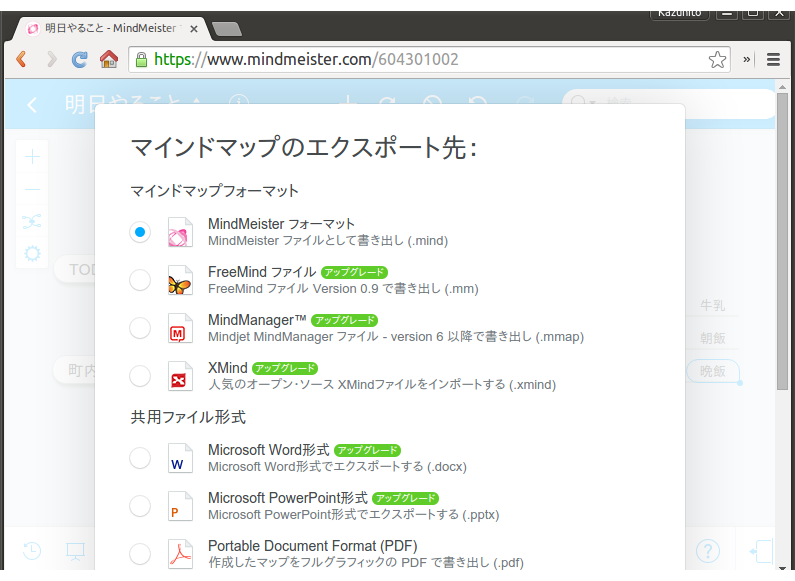 Kazuhito
明日やること - MindMeister
https://www.mindmeister.com/604301002
明日やること
検索
マインドマップのエクスポート先:
マインドマップフォーマット
MindMeister フォーマット
MindMeister ファイルとして書き出し (.mind)
FreeMind ファイル アップグレード
FreeMind ファイル Version 0.9 で書き出し (.mm)
MindManager™ アップグレード
Mindjet MindManager ファイル - version 6 以降で書き出し (.mmap)
XMind アップグレード
人気のオープン・ソース XMindファイルをインポートする (.xmind)
共用ファイル形式
Microsoft Word形式 アップグレード
Microsoft Word形式でエクスポートする (.docx)
Microsoft PowerPoint形式 アップグレード
Microsoft PowerPoint形式でエクスポートする (.pptx)
Portable Document Format (PDF)
作成したマップをフルグラフィックの PDF で書き出し (.pdf)
町内
牛乳
朝飯
晩飯